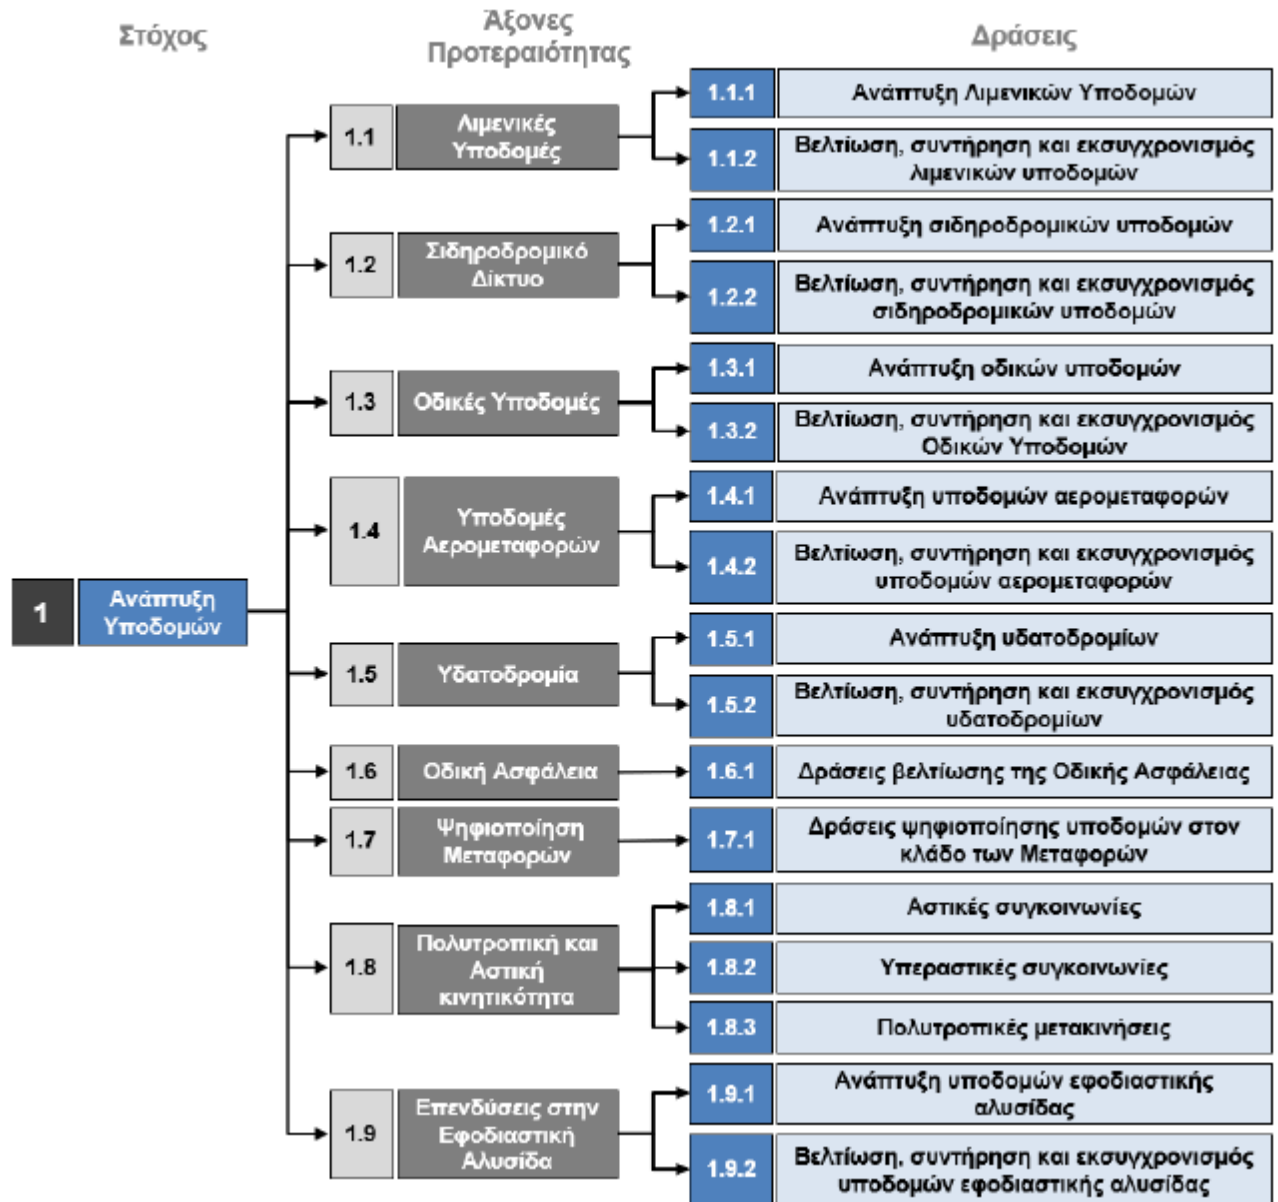 Στόχος
Άξονες
Προτεραιότητας
Δράσεις
1
Ανάπτυξη
Υποδομών
1.1
Λιμενικές
Υποδομές
1.1.1
Ανάπτυξη Λιμενικών Υποδομών
1.1.2
Βελτίωση, συντήρηση και εκσυγχρονισμός
λιμενικών υποδομών
1.2
Σιδηροδρομικό
Δίκτυο
1.2.1
Ανάπτυξη σιδηροδρομικών υποδομών
1.2.2
Βελτίωση, συντήρηση και εκσυγχρονισμός
σιδηροδρομικών υποδομών
1.3
Οδικές Υποδομές
1.3.1
Ανάπτυξη οδικών υποδομών
1.3.2
Βελτίωση, συντήρηση και εκσυγχρονισμός
Οδικών Υποδομών
1.4
Υποδομές
Αερομεταφορών
1.4.1
Ανάπτυξη υποδομών αερομεταφορών
1.4.2
Βελτίωση, συντήρηση και εκσυγχρονισμός
υποδομών αερομεταφορών
1.5
Υδατοδρομία
1.5.1
Ανάπτυξη υδατοδρομίων
1.5.2
Βελτίωση, συντήρηση και εκσυγχρονισμός
υδατοδρομίων
1.6
Οδική Ασφάλεια
1.6.1
Δράσεις βελτίωσης της Οδικής Ασφάλειας
1.7
Ψηφιοποίηση
Μεταφορών
1.7.1
Δράσεις ψηφιοποίησης υποδομών στον
κλάδο των Μεταφορών
1.8
Πολυτροπική και
Αστική
κινητικότητα
1.8.1
Αστικές συγκοινωνίες
1.8.2
Υπεραστικές συγκοινωνίες
1.8.3
Πολυτροπικές μετακινήσεις
1.9
Επενδύσεις στην
Εφοδιαστική
Αλυσίδα
1.9.1
Ανάπτυξη υποδομών εφοδιαστικής
αλυσίδας
1.9.2
Βελτίωση, συντήρηση και εκσυγχρονισμός
υποδομών εφοδιαστικής αλυσίδας